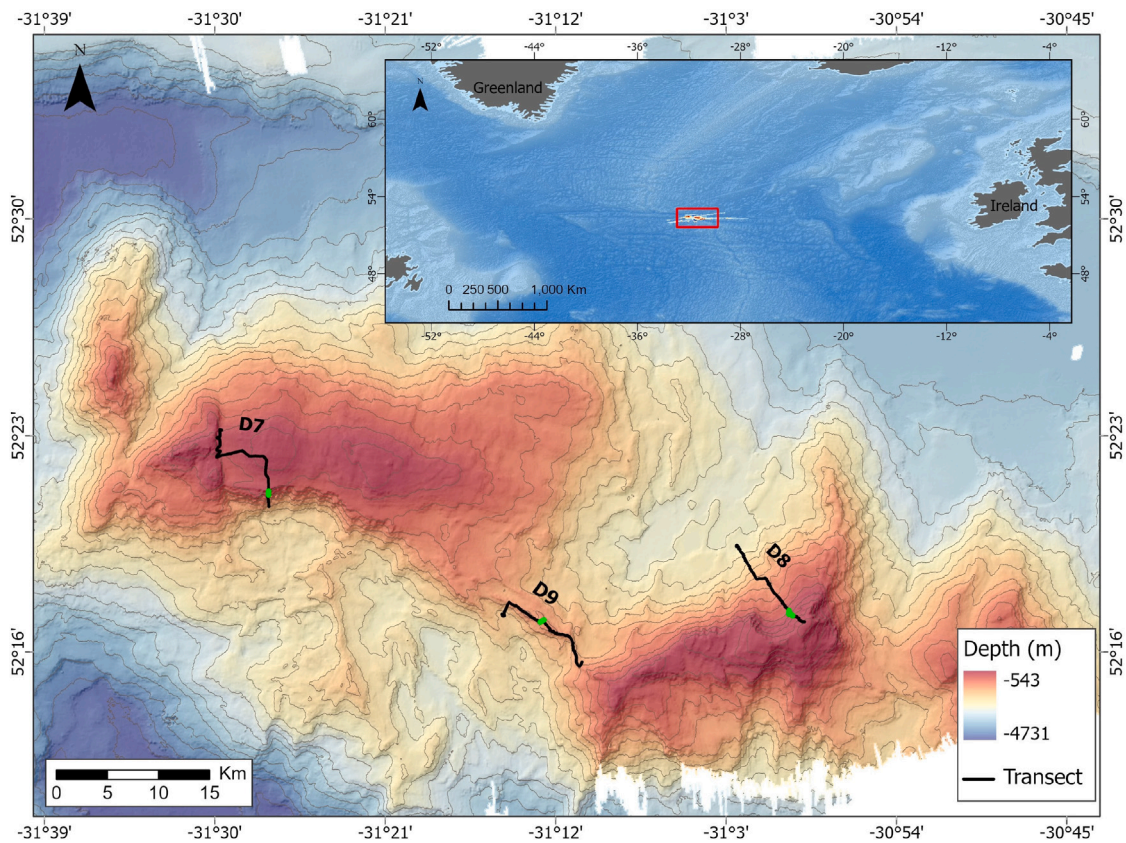 -31°39' -31°30' -31°21' -31°12' -31°3' -30°54' -30°45'
N
-52° -44° -36° -28° -20° -4°
N
Greenland
60° 60°
54° 54°
Ireland
52°30' 52°30'
48° 48°
0 250 500 1,000 Km
-52° -44° -36° -28° -20° -12° -4°
D7
52°23' 52°23'
D8
D9
52°16' 52°16'
Depth (m)
-543
-4731
Transect
Km
0 5 10 15
-31°39' -31°30' -31°21' -31°12' -31°3' -30°54' -30°45'